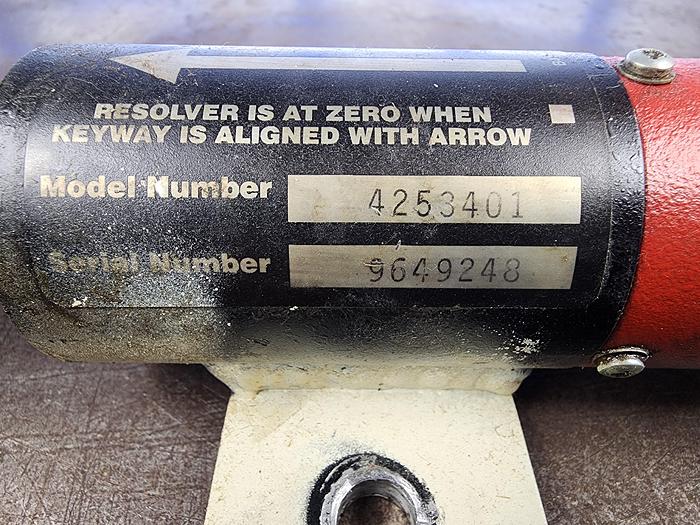 RESOLVER IS AT ZERO WHEN
KEYWAY IS ALIGNED WITH ARROW
Model Number 4253401
Serial Number 9649248